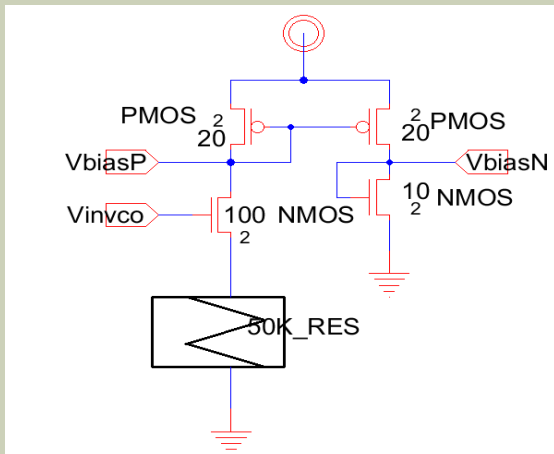 PMOS 2 20
2 20 PMOS
VbiasP
VbiasN
Vinvco
100 2 NMOS
10 2 NMOS
50K_RES